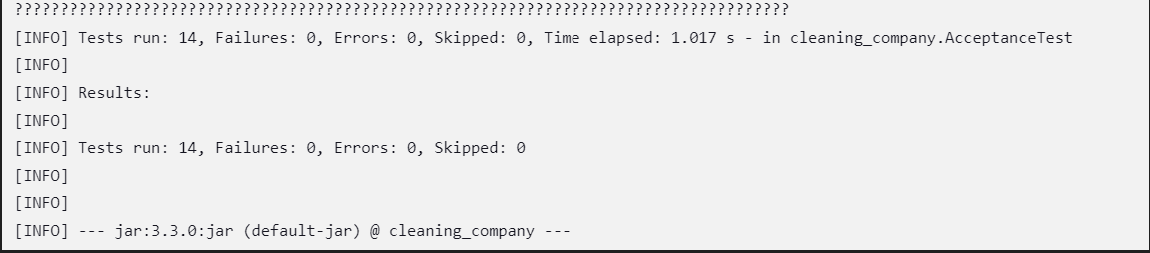 ?????????????????????????????????????????????????????????????????????????????????????
[INFO] Tests run: 14, Failures: 0, Errors: 0, Skipped: 0, Time elapsed: 1.017 s - in cleaning_company.AcceptanceTest
[INFO]
[INFO] Results:
[INFO]
[INFO] Tests run: 14, Failures: 0, Errors: 0, Skipped: 0
[INFO]
[INFO]
[INFO] --- jar:3.3.0:jar (default-jar) @ cleaning_company ---